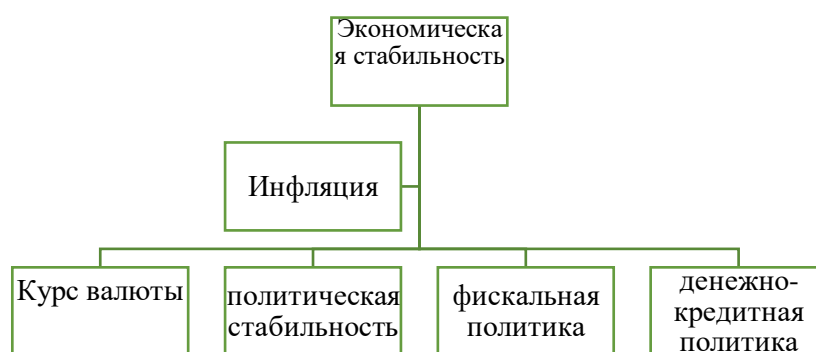 Экономическа
я стабильность
Инфляция
Курс валюты
политическая
стабильность
фискальная
политика
денежно-
кредитная
политика